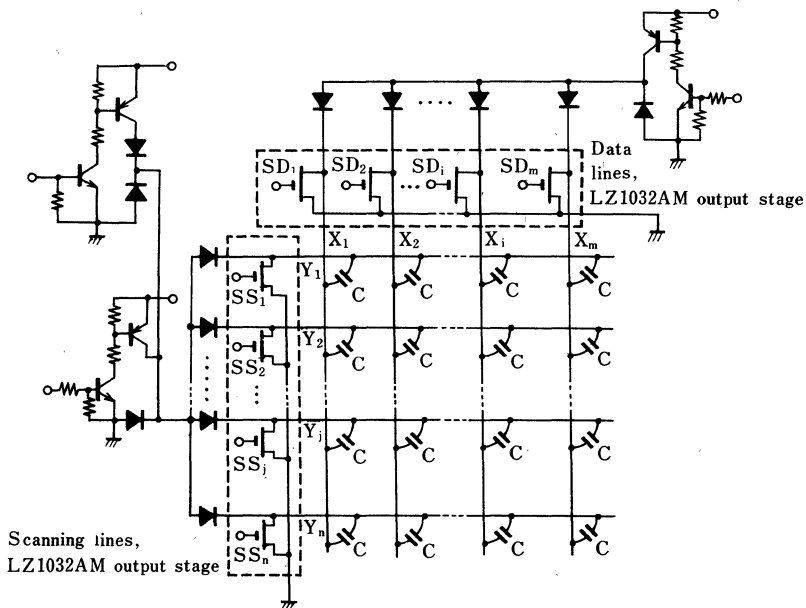 SD₁ SD₂ ... SDᵢ SDₘ
Data
lines,
LZ1032AM output stage
X₁ X₂ Xᵢ Xₘ
Y₁
C C C C
SS₁
Y₂
C C C C
SS₂
Yⱼ
C C C C
SSⱼ
Yₙ
C C C C
SSₙ
Scanning lines,
LZ1032AM output stage